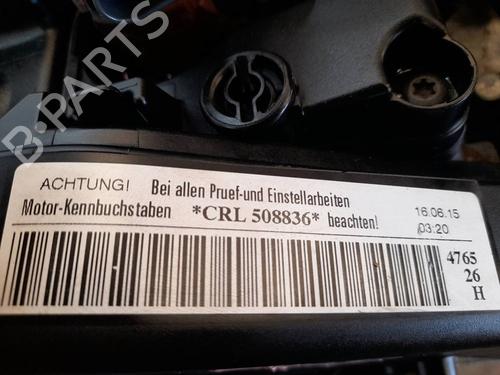 B-PARTS
ACHTUNG! Bei allen Pruef-und Einstellarbeiten
Motor-Kennbuchstaben *CRL 508836* beachten!
16.06.15
03:20
4765
26
H